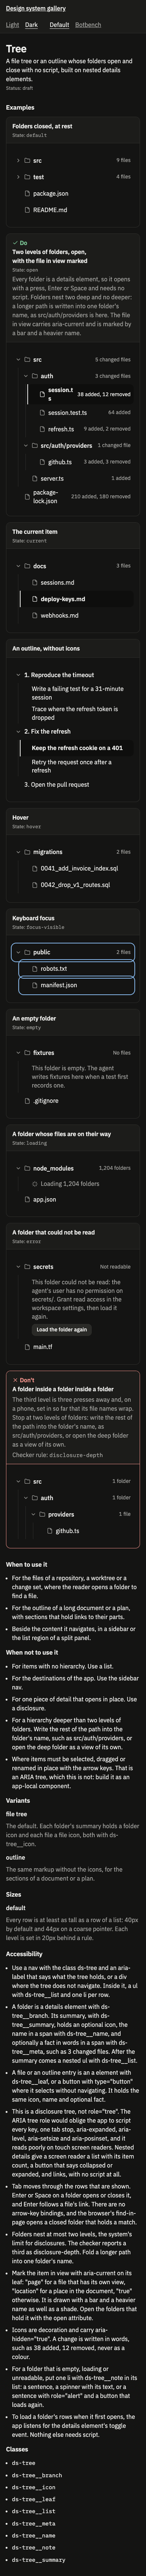 Design system gallery
Light Dark Default Botbench
Tree
A file tree or an outline whose folders open and
close with no script, built on nested details
elements.
Status: draft
Examples
Folders closed, at rest
State: default
src 9 files
test 4 files
package.json
README.md
Do
Two levels of folders, open,
with the file in view marked
State: open
Every folder is a details element, so it opens
with a press, Enter or Space and needs no
script. Folders nest two deep and no deeper:
a longer path is written into one folder's
name, as src/auth/providers is here. The file
in view carries aria-current and is marked by
a bar and a heavier name.
src 5 changed files
auth 3 changed files
session.t
s 38 added, 12 removed
session.test.ts 64 added
refresh.ts 9 added, 2 removed
src/auth/providers 1 changed file
github.ts 3 added, 3 removed
server.ts 1 added
package-
lock.json 210 added, 180 removed
The current item
State: current
docs 3 files
sessions.md
deploy-keys.md
webhooks.md
An outline, without icons
1. Reproduce the timeout
Write a failing test for a 31-minute
session
Trace where the refresh token is
dropped
2. Fix the refresh
Keep the refresh cookie on a 401
Retry the request once after a
refresh
3. Open the pull request
Hover
State: hover
migrations 2 files
0041_add_invoice_index.sql
0042_drop_v1_routes.sql
Keyboard focus
State: focus-visible
public 2 files
robots.txt
manifest.json
An empty folder
State: empty
fixtures No files
This folder is empty. The agent
writes fixtures here when a test first
records one.
.gitignore
A folder whose files are on their way
State: loading
node_modules 1,204 folders
Loading 1,204 folders
app.json
A folder that could not be read
State: error
secrets Not readable
This folder could not be read: the
agent's user has no permission on
secrets/. Grant read access in the
workspace settings, then load it
again.
Load the folder again
main.tf
Don't
A folder inside a folder inside a folder
The third level is three presses away and, on
a phone, set in so far that its file names wrap.
Stop at two levels of folders: write the rest of
the path into the folder's name, as
src/auth/providers, or open the deep folder
as a view of its own.
Checker rule: disclosure-depth
src 1 folder
auth 1 folder
providers 1 file
github.ts
When to use it
For the files of a repository, a worktree or a
change set, where the reader opens a folder to
find a file.
For the outline of a long document or a plan,
with sections that hold links to their parts.
Beside the content it navigates, in a sidebar or
the list region of a split panel.
When not to use it
For items with no hierarchy. Use a list.
For the destinations of the app. Use the sidebar
nav.
For one piece of detail that opens in place. Use
a disclosure.
For a hierarchy deeper than two levels of
folders. Write the rest of the path into the
folder's name, such as src/auth/providers, or
open the deep folder as a view of its own.
Where items must be selected, dragged or
renamed in place with the arrow keys. That is
an ARIA tree, which this is not: build it as an
app-local component.
Variants
file tree
The default. Each folder's summary holds a folder
icon and each file a file icon, both with ds-
tree__icon.
outline
The same markup without the icons, for the
sections of a document or a plan.
Sizes
default
Every row is at least as tall as a row of a list: 40px
by default and 44px on a coarse pointer. Each
level is set in 20px behind a rule.
Accessibility
Use a nav with the class ds-tree and an aria-
label that says what the tree holds, or a div
where the tree does not navigate. Inside it, a ul
with ds-tree__list and one li per row.
A folder is a details element with ds-
tree__branch. Its summary, with ds-
tree__summary, holds an optional icon, the
name in a span with ds-tree__name, and
optionally a fact in words in a span with ds-
tree__meta, such as 3 changed files. After the
summary comes a nested ul with ds-tree__list.
A file or an outline entry is an a element with
ds-tree__leaf, or a button with type="button"
where it selects without navigating. It holds the
same icon, name and optional fact.
This is a disclosure tree, not role="tree". The
ARIA tree role would oblige the app to script
every key, one tab stop, aria-expanded, aria-
level, aria-setsize and aria-posinset, and it
reads poorly on touch screen readers. Nested
details give a screen reader a list with its item
count, a button that says collapsed or
expanded, and links, with no script at all.
Tab moves through the rows that are shown.
Enter or Space on a folder opens or closes it,
and Enter follows a file's link. There are no
arrow-key bindings, and the browser's find-in-
page opens a closed folder that holds a match.
Folders nest at most two levels, the system's
limit for disclosures. The checker reports a
third as disclosure-depth. Fold a longer path
into one folder's name.
Mark the item in view with aria-current on its
leaf: "page" for a file that has its own view,
"location" for a place in the document, "true"
otherwise. It is drawn with a bar and a heavier
name as well as a shade. Open the folders that
hold it with the open attribute.
Icons are decoration and carry aria-
hidden="true". A change is written in words,
such as 38 added, 12 removed, never as a
colour.
For a folder that is empty, loading or
unreadable, put one li with ds-tree__note in its
list: a sentence, a spinner with its text, or a
sentence with role="alert" and a button that
loads again.
To load a folder's rows when it first opens, the
app listens for the details element's toggle
event. Nothing else needs script.
Classes
ds-tree
ds-tree__branch
ds-tree__icon
ds-tree__leaf
ds-tree__list
ds-tree__meta
ds-tree__name
ds-tree__note
ds-tree__summary